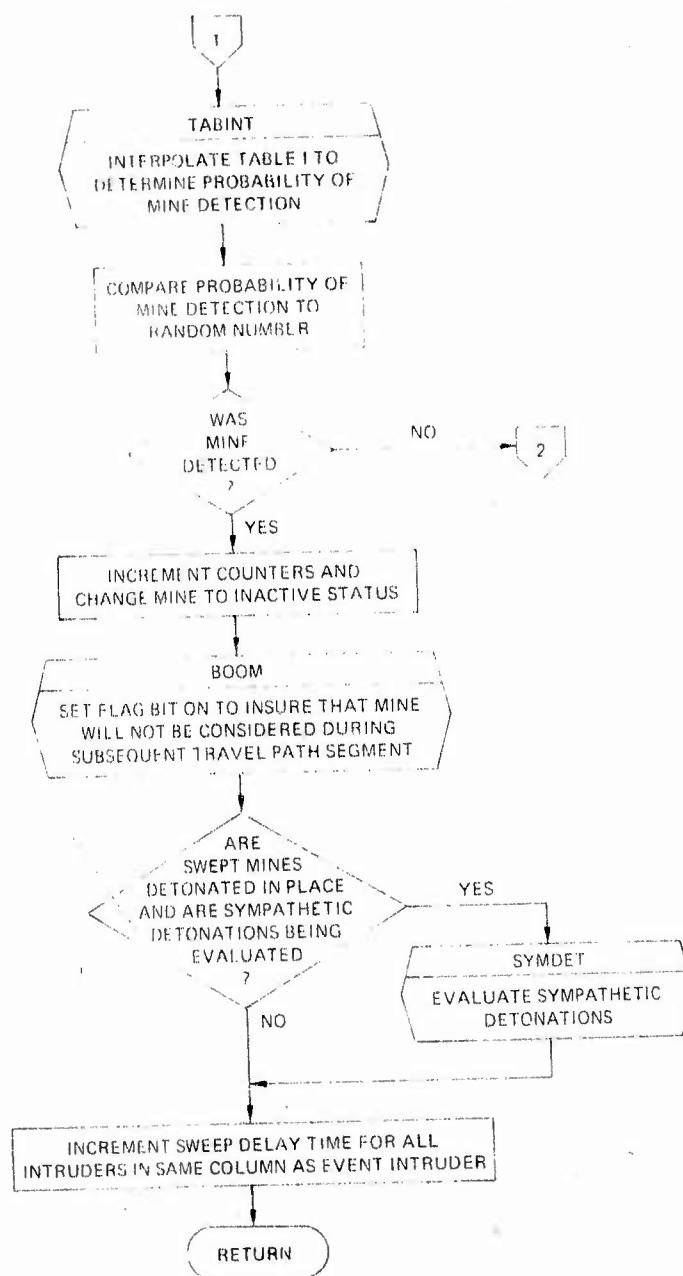 1
TABINT
INTERPOLATE TABLE I TO
DETERMINE PROBABILITY OF
MINE DETECTION
COMPARE PROBABILITY OF
MINE DETECTION TO
RANDOM NUMBER
WAS
MINE
DETECTED
?
NO
2
YES
INCREMENT COUNTERS AND
CHANGE MINE TO INACTIVE STATUS
BOOM
SET FLAG BIT ON TO INSURE THAT MINE
WILL NOT BE CONSIDERED DURING
SUBSEQUENT TRAVEL PATH SEGMENT
ARE
SWEPT MINES
DETONATED IN PLACE
AND ARE SYMPATHETIC
DETONATIONS BEING
EVALUATED
?
YES
SYMDET
EVALUATE SYMPATHETIC
DETONATIONS
NO
INCREMENT SWEEP DELAY TIME FOR ALL
INTRUDERS IN SAME COLUMN AS EVENT INTRUDER
RETURN